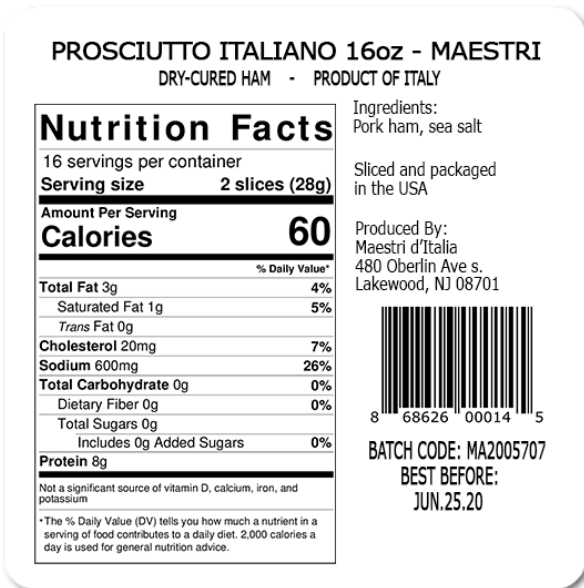 PROSCIUTTO ITALIANO 16oz - MAESTRI
DRY-CURED HAM - PRODUCT OF ITALY
Nutrition Facts
16 servings per container
Serving size 2 slices (28g)
Amount Per Serving
Calories 60
% Daily Value*
Total Fat 3g 4%
Saturated Fat 1g 5%
Trans Fat 0g
Cholesterol 20mg 7%
Sodium 600mg 26%
Total Carbohydrate 0g 0%
Dietary Fiber 0g 0%
Total Sugars 0g
Includes 0g Added Sugars 0%
Protein 8g
Not a significant source of vitamin D, calcium, iron, and
potassium
*The % Daily Value (DV) tells you how much a nutrient in a
serving of food contributes to a daily diet. 2,000 calories a
day is used for general nutrition advice.
Ingredients:
Pork ham, sea salt
Sliced and packaged
in the USA
Produced By:
Maestri d'Italia
480 Oberlin Ave s.
Lakewood, NJ 08701
8 68626 00014 5
BATCH CODE: MA2005707
BEST BEFORE:
JUN.25.20